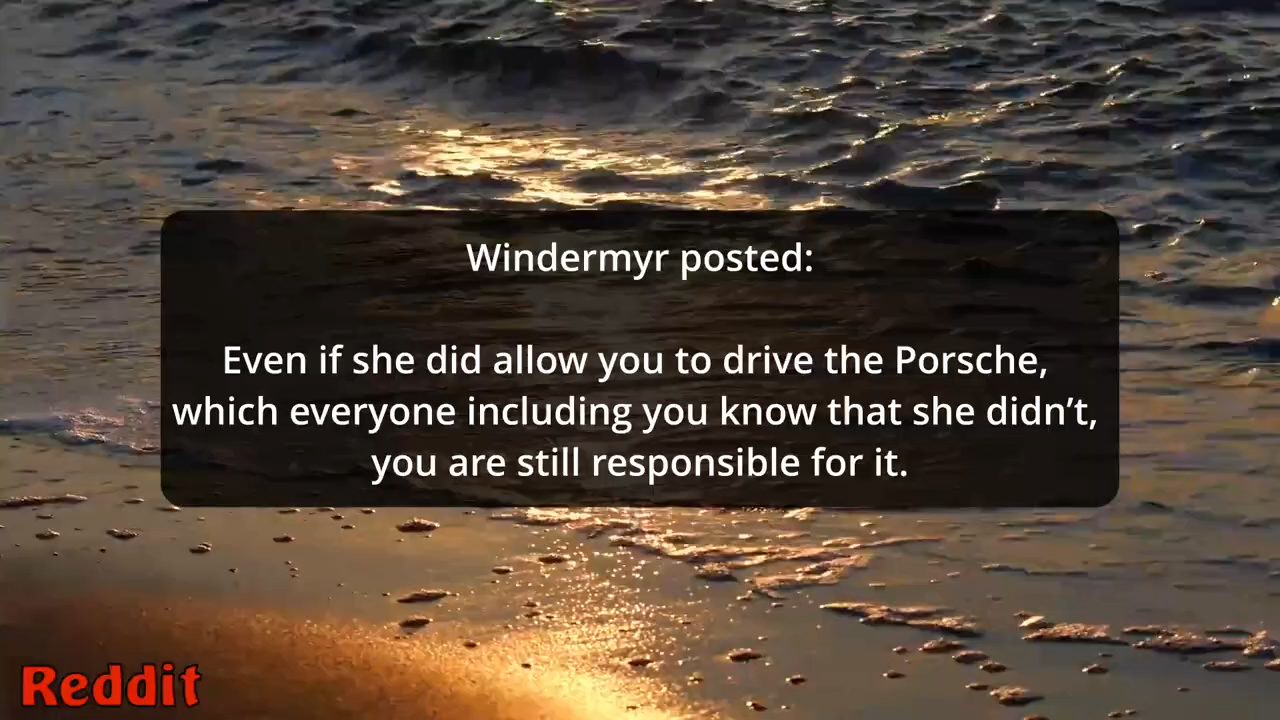 Windermyr posted:
Even if she did allow you to drive the Porsche,
which everyone including you know that she didn’t,
you are still responsible for it.
Reddit